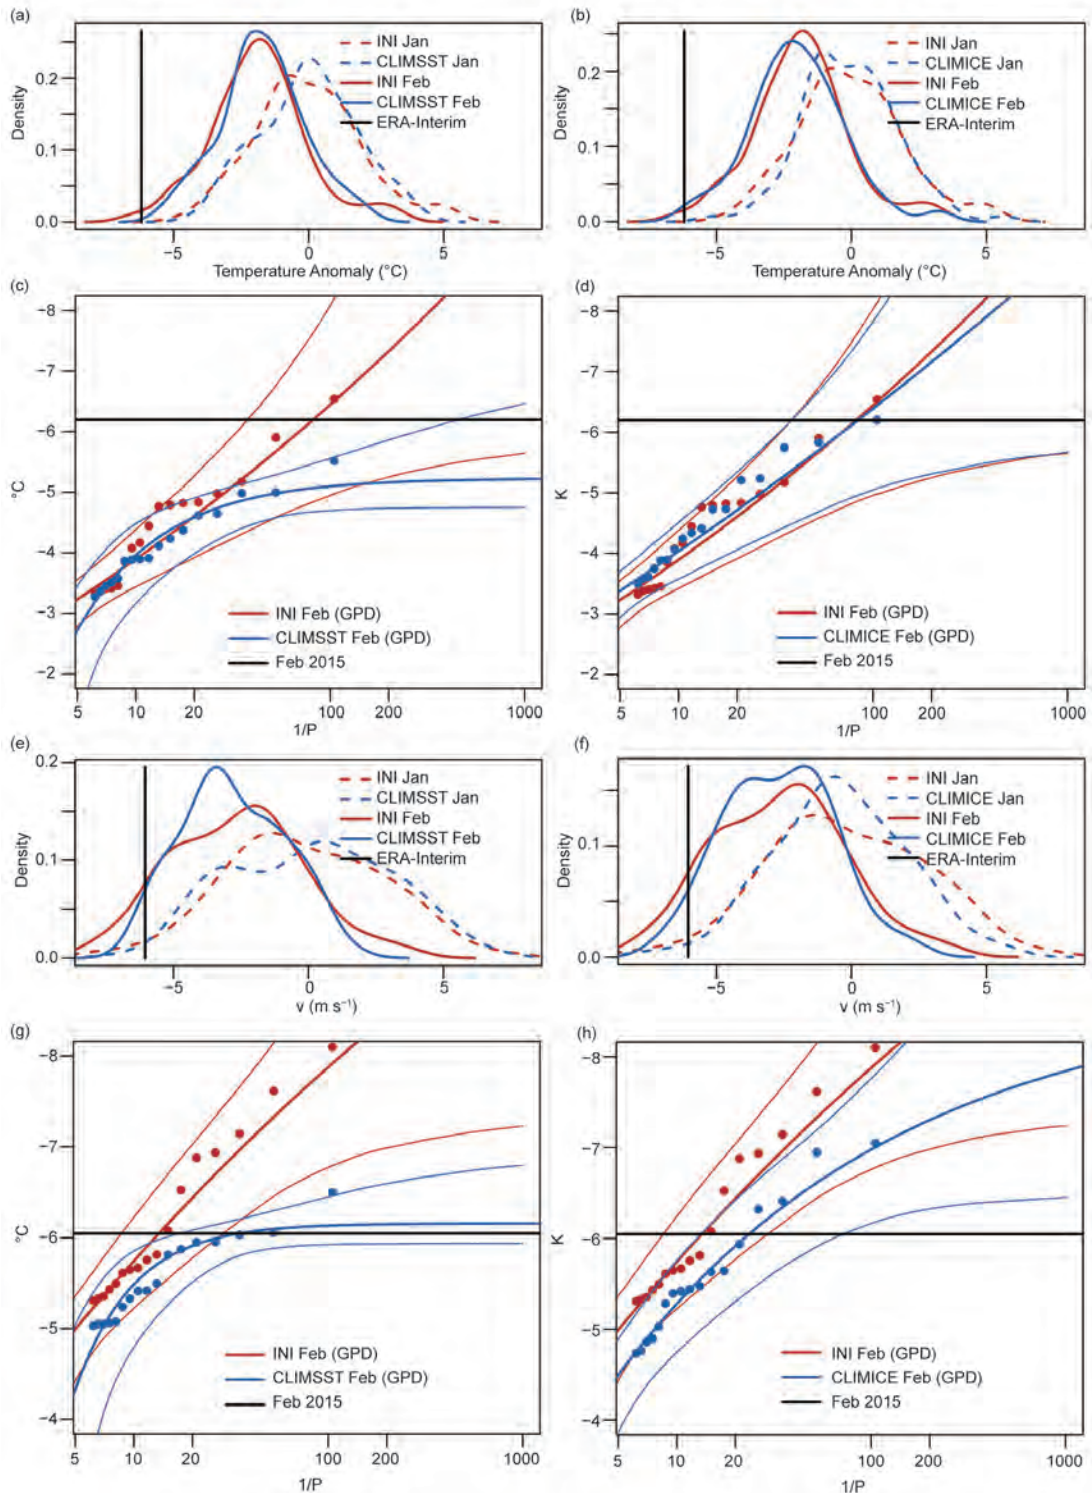 (a)
INI Jan
CLIMSST Jan
INI Feb
CLIMSST Feb
ERA-Interim
Density
0.2
0.1
0.0
−5
0
5
Temperature Anomaly (°C)
(b)
INI Jan
CLIMICE Jan
INI Feb
CLIMICE Feb
ERA-Interim
Density
0.2
0.1
0.0
−5
0
5
Temperature Anomaly (°C)
(c)
°C
−8
−7
−6
−5
−4
−3
−2
INI Feb (GPD)
CLIMSST Feb (GPD)
Feb 2015
5
10
20
100
200
1000
1/P
(d)
K
−8
−7
−6
−5
−4
−3
−2
INI Feb (GPD)
CLIMICE Feb (GPD)
Feb 2015
5
10
20
100
200
1000
1/P
(e)
INI Jan
CLIMSST Jan
INI Feb
CLIMSST Feb
ERA-Interim
Density
0.2
0.1
0.0
−5
0
5
v (m s⁻¹)
(f)
INI Jan
CLIMICE Jan
INI Feb
CLIMICE Feb
ERA-Interim
Density
0.1
0.0
−5
0
5
v (m s⁻¹)
(g)
°C
−8
−7
−6
−5
−4
INI Feb (GPD)
CLIMSST Feb (GPD)
Feb 2015
5
10
20
100
200
1000
1/P
(h)
K
−8
−7
−6
−5
−4
INI Feb (GPD)
CLIMICE Feb (GPD)
Feb 2015
5
10
20
100
200
1000
1/P